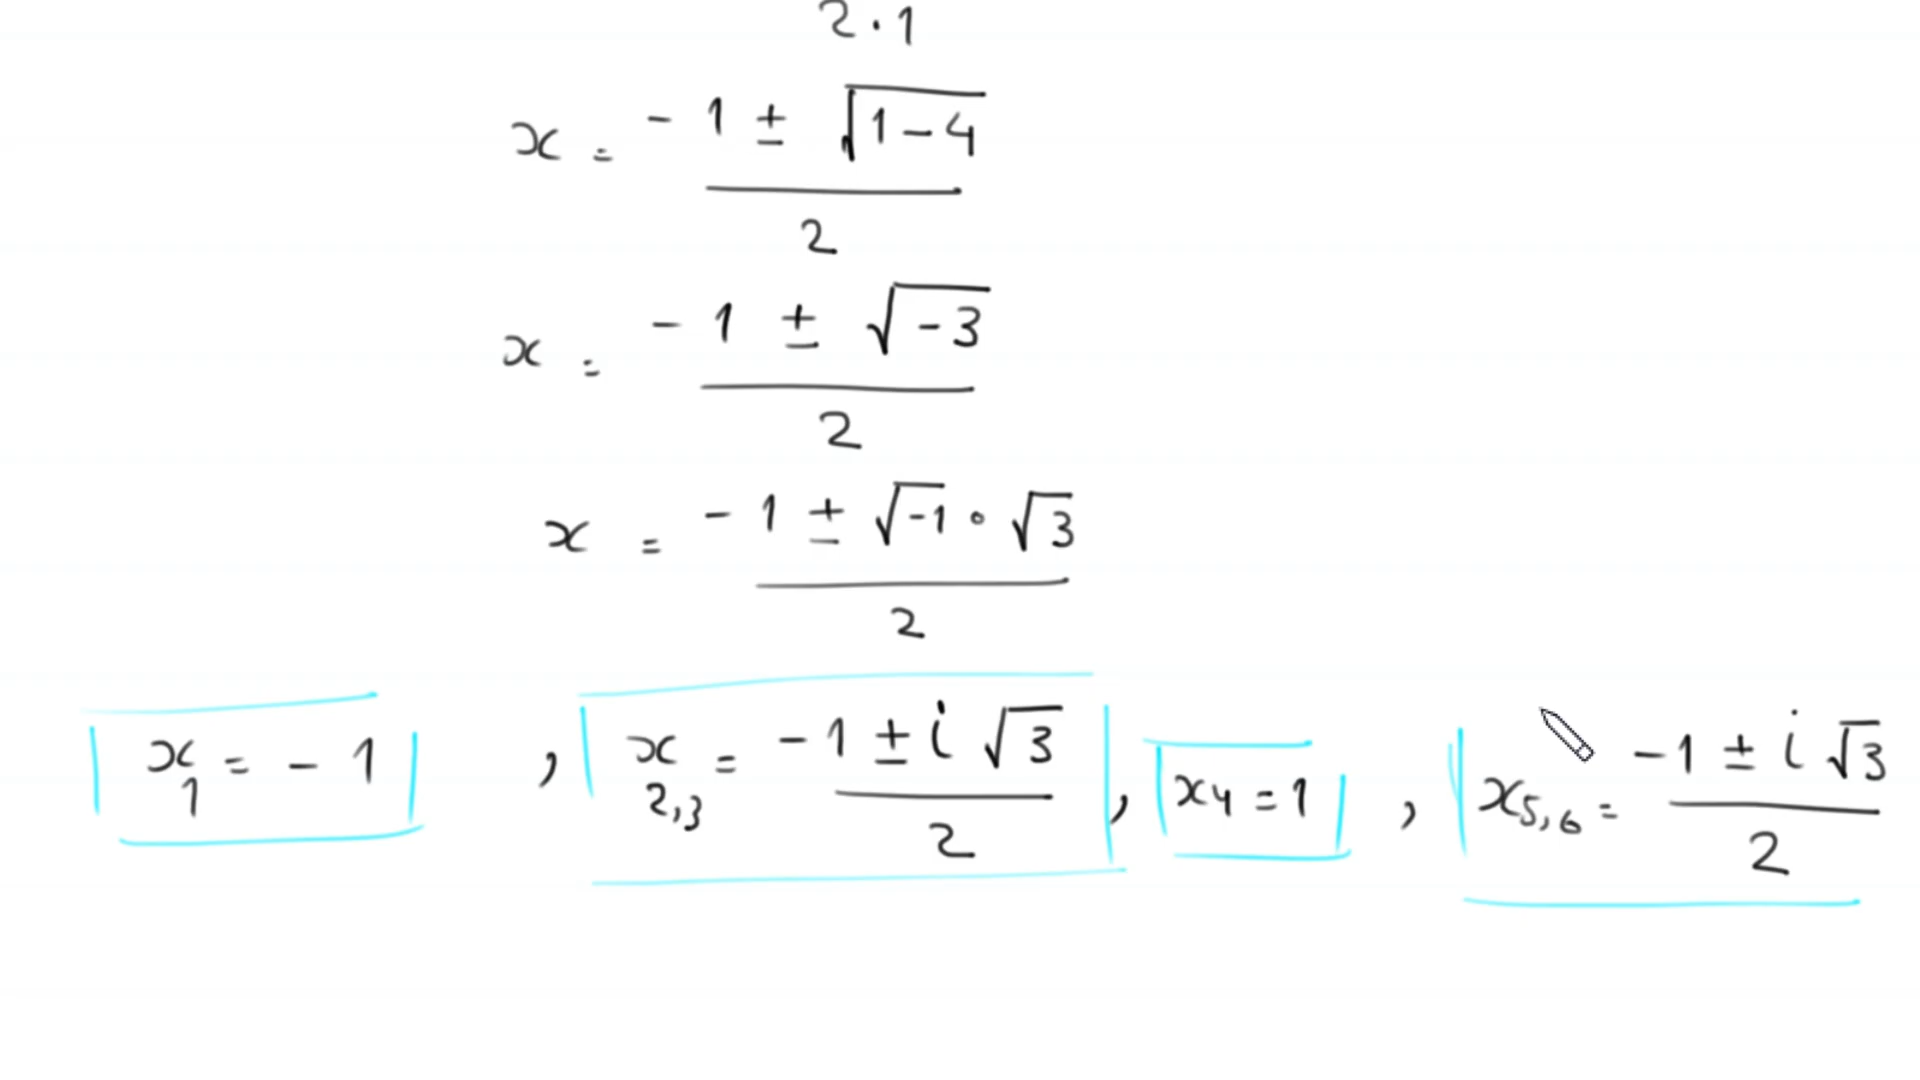 2 · 1
x = - 1 ± √(1 - 4) / 2
x = - 1 ± √(-3) / 2
x = - 1 ± √(-1) · √3 / 2
x₁ = - 1 , x₂,₃ = (- 1 ± i √3) / 2 , x₄ = 1 , x₅,₆ = (- 1 ± i √3) / 2